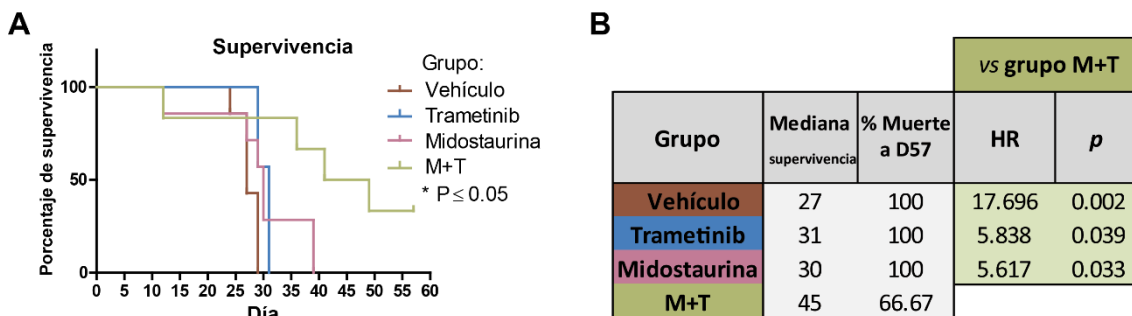 A
Supervivencia
Porcentaje de supervivencia
100
50
0
0 5 10 15 20 25 30 35 40 45 50 55 60
Día
Grupo:
Vehículo
Trametinib
Midostaurina
M+T
* P ≤ 0.05
B
vs grupo M+T
Grupo Mediana supervivencia % Muerte a D57 HR p
Vehículo 27 100 17.696 0.002
Trametinib 31 100 5.838 0.039
Midostaurina 30 100 5.617 0.033
M+T 45 66.67